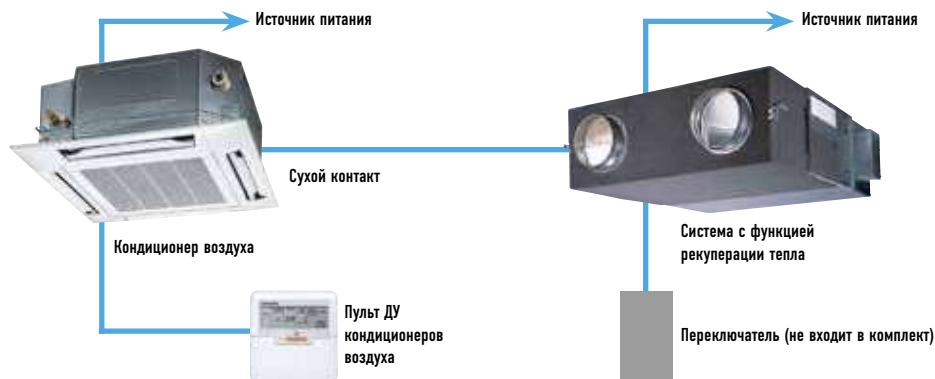 Источник питания
Источник питания
Сухой контакт
Кондиционер воздуха
Система с функцией
рекуперации тепла
Пульт ДУ
кондиционеров
воздуха
Переключатель (не входит в комплект)